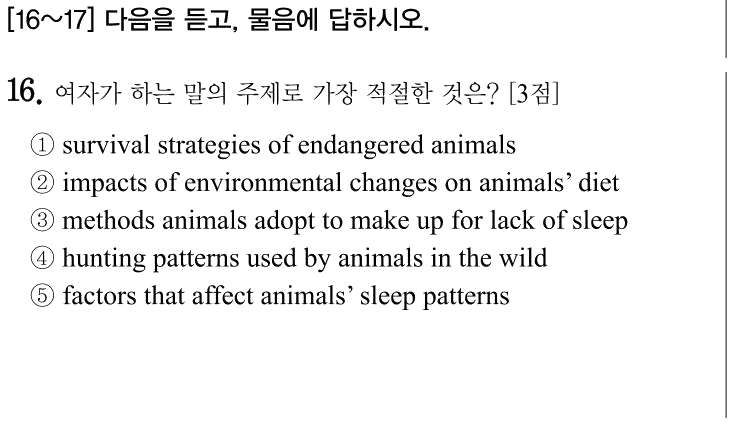 [16~17] 다음을 듣고, 물음에 답하시오.
16. 여자가 하는 말의 주제로 가장 적절한 것은? [3점]
① survival strategies of endangered animals
② impacts of environmental changes on animals’ diet
③ methods animals adopt to make up for lack of sleep
④ hunting patterns used by animals in the wild
⑤ factors that affect animals’ sleep patterns